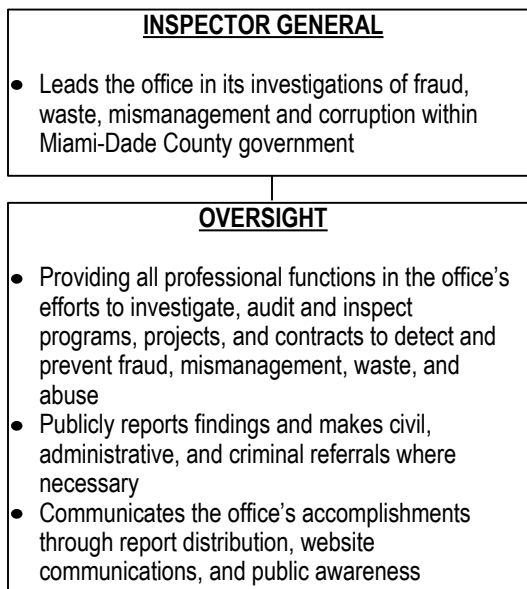 INSPECTOR GENERAL
● Leads the office in its investigations of fraud,
waste, mismanagement and corruption within
Miami-Dade County government
OVERSIGHT
● Providing all professional functions in the office's
efforts to investigate, audit and inspect
programs, projects, and contracts to detect and
prevent fraud, mismanagement, waste, and
abuse
● Publicly reports findings and makes civil,
administrative, and criminal referrals where
necessary
● Communicates the office's accomplishments
through report distribution, website
communications, and public awareness